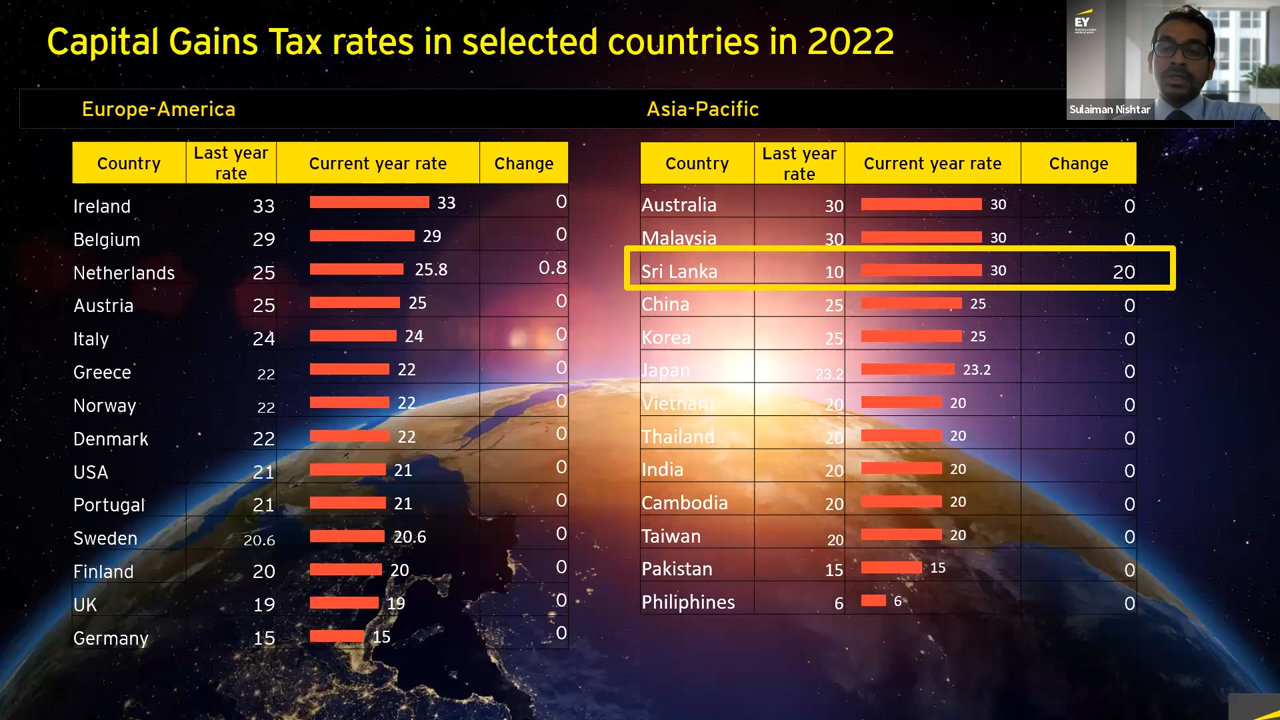 Capital Gains Tax rates in selected countries in 2022
EY
Sulaiman Nishtar
Europe-America
Country Last year rate Current year rate Change
Ireland 33 33 0
Belgium 29 29 0
Netherlands 25 25.8 0.8
Austria 25 25 0
Italy 24 24 0
Greece 22 22 0
Norway 22 22 0
Denmark 22 22 0
USA 21 21 0
Portugal 21 21 0
Sweden 20.6 20.6 0
Finland 20 20 0
UK 19 19 0
Germany 15 15 0
Asia-Pacific
Country Last year rate Current year rate Change
Australia 30 30 0
Malaysia 30 30 0
Sri Lanka 10 30 20
China 25 25 0
Korea 25 25 0
Japan 23.2 23.2 0
Vietnam 20 20 0
Thailand 20 20 0
India 20 20 0
Cambodia 20 20 0
Taiwan 20 20 0
Pakistan 15 15 0
Philiphines 6 6 0